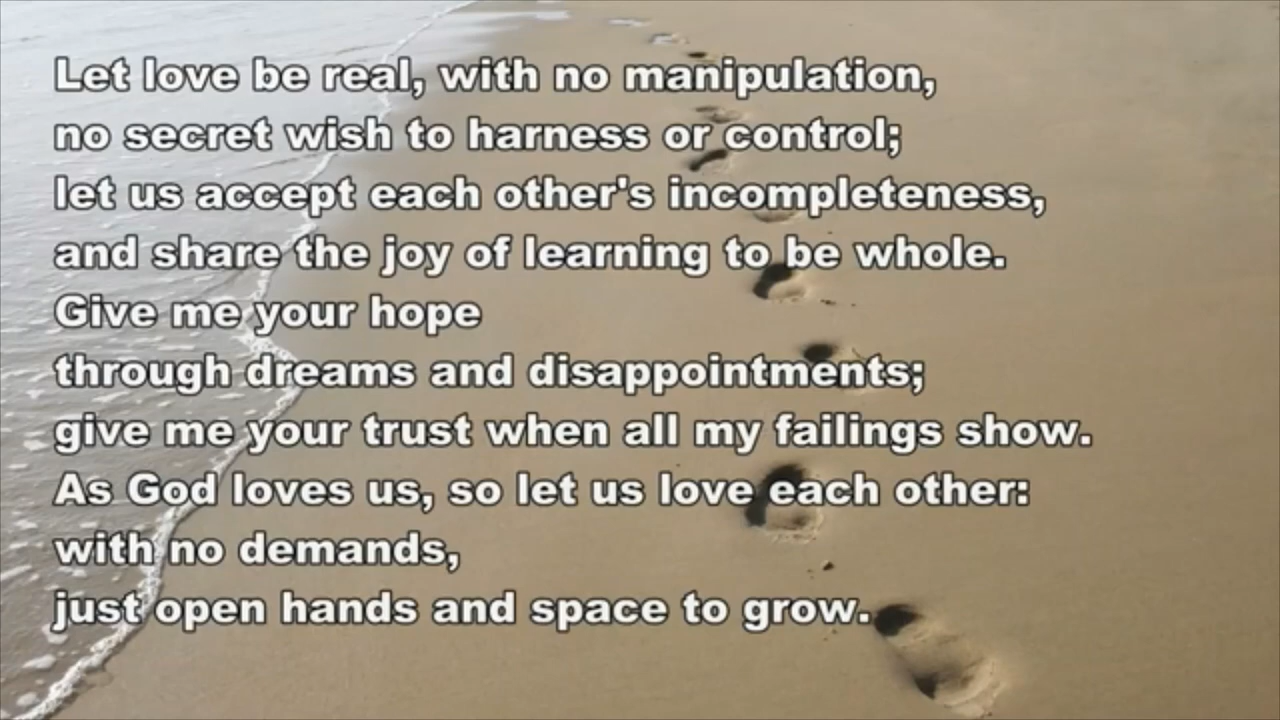 Let love be real, with no manipulation,
no secret wish to harness or control;
let us accept each other's incompleteness,
and share the joy of learning to be whole.
Give me your hope
through dreams and disappointments;
give me your trust when all my failings show.
As God loves us, so let us love each other:
with no demands,
just open hands and space to grow.